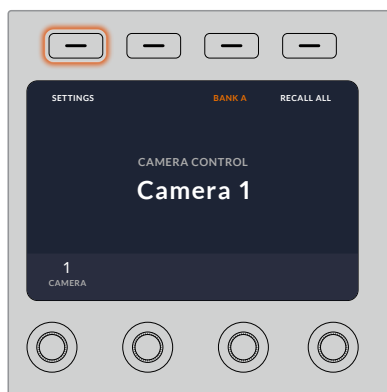 SETTINGS BANK A RECALL ALL
CAMERA CONTROL
Camera 1
1
CAMERA